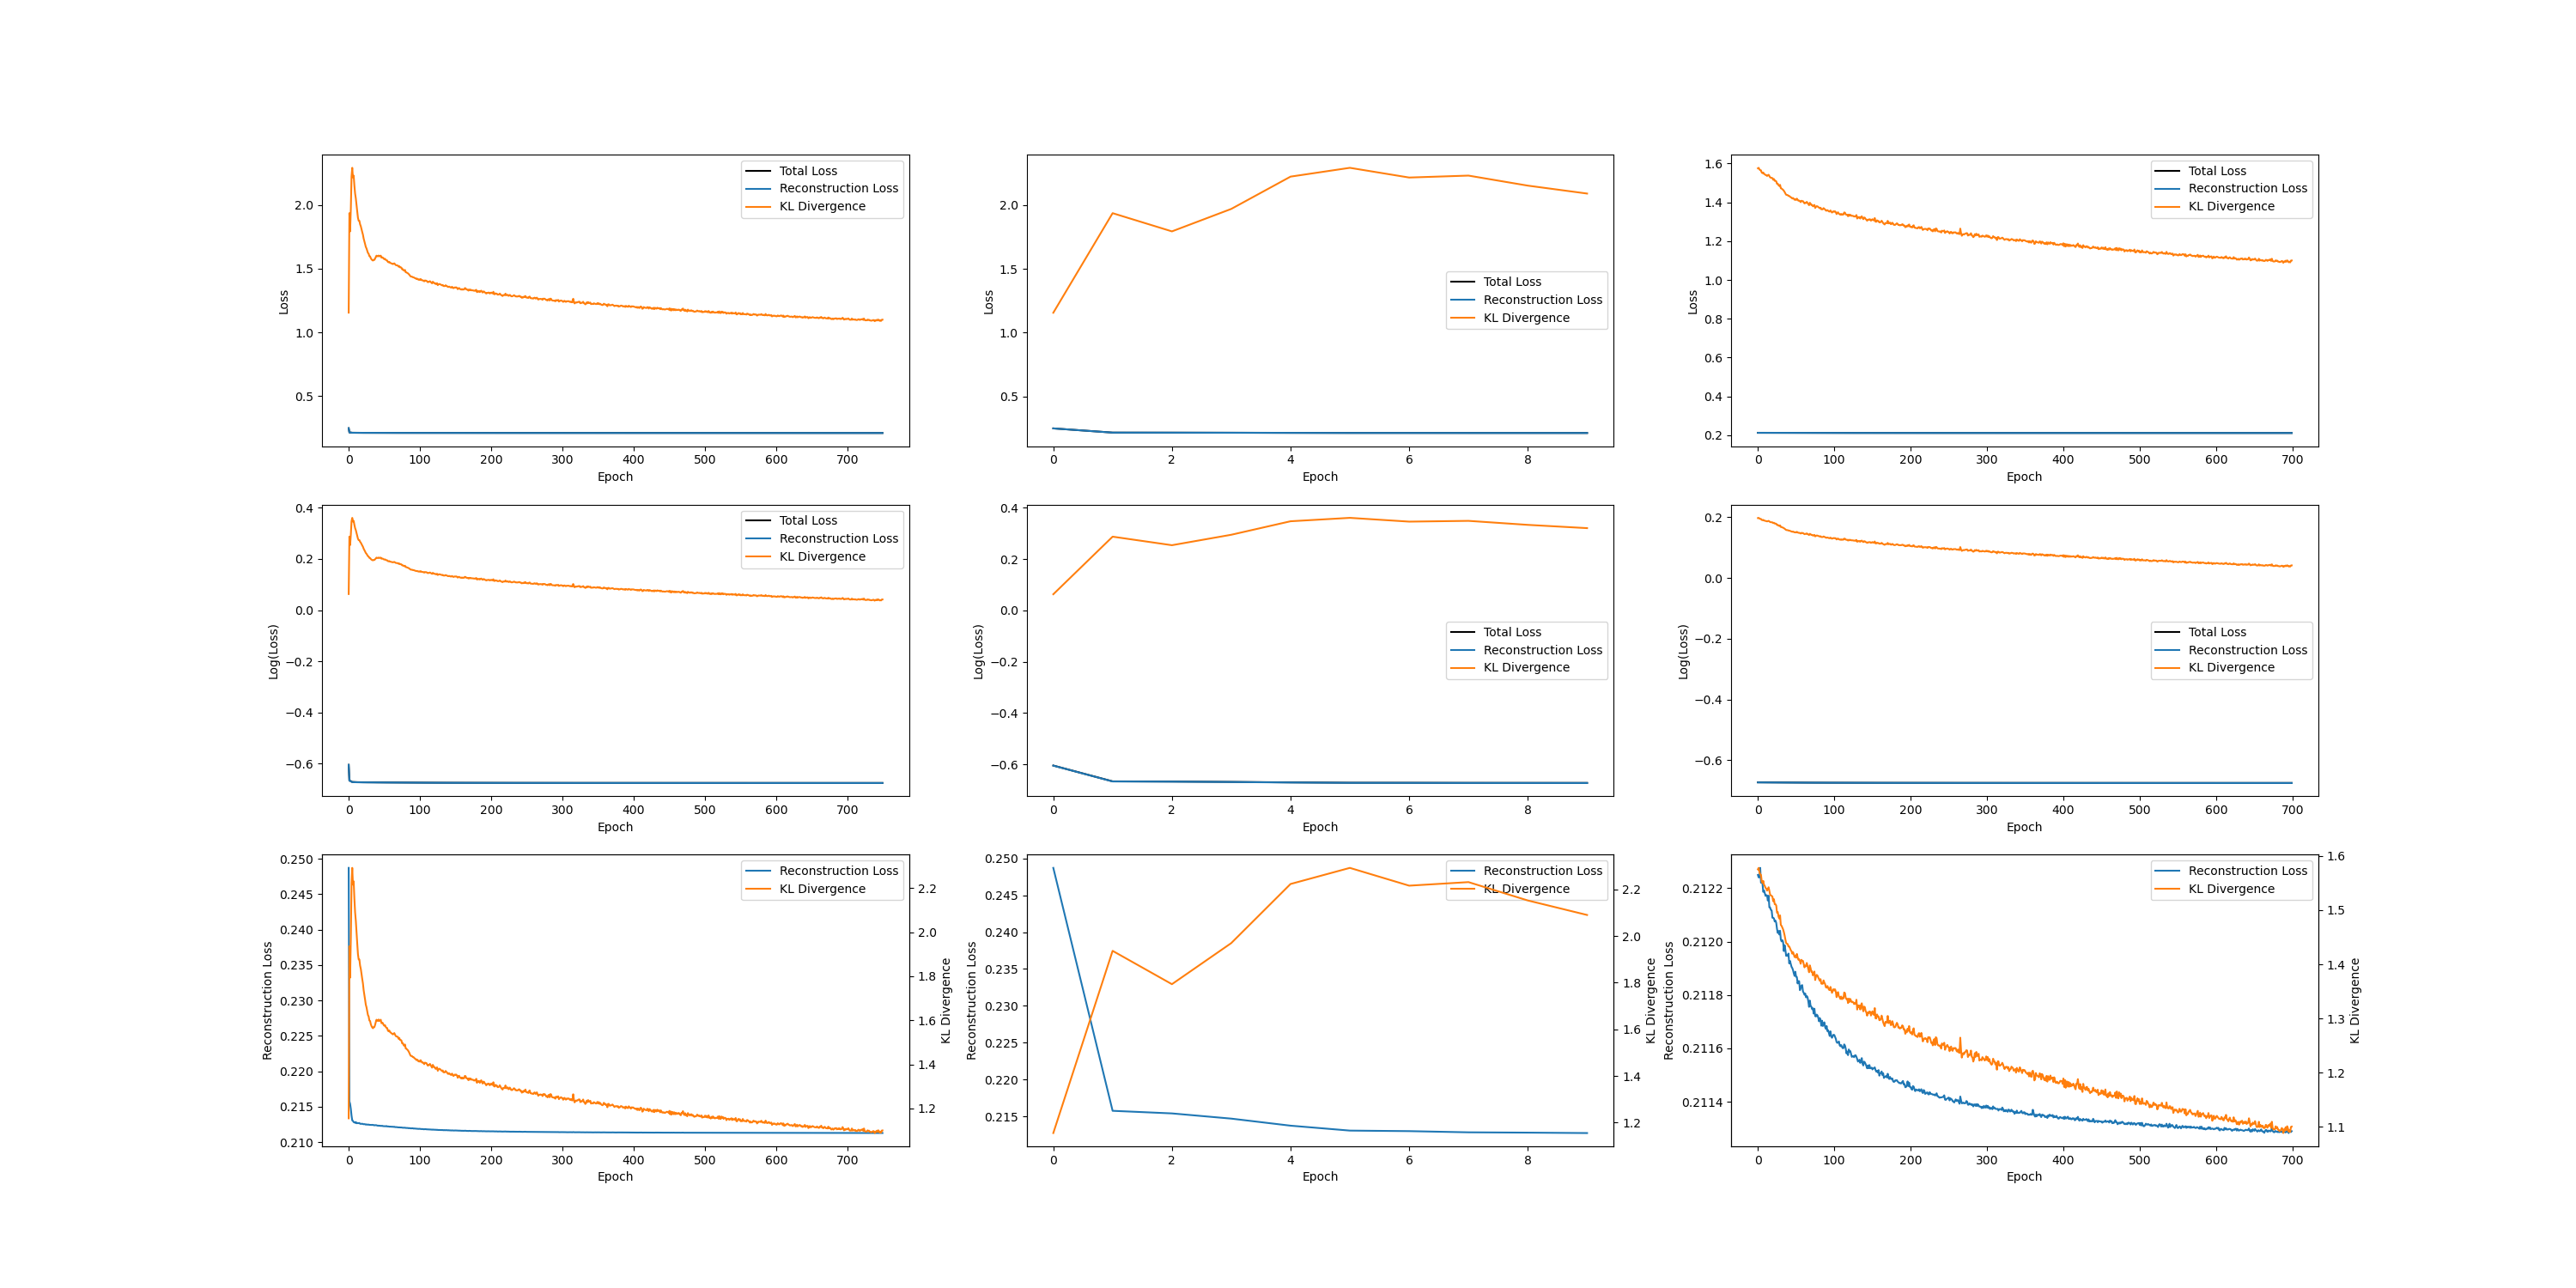 2.0
1.5
1.0
0.5
Loss
0 100 200 300 400 500 600 700
Epoch
Total Loss
Reconstruction Loss
KL Divergence
2.0
1.5
1.0
0.5
Loss
0 2 4 6 8
Epoch
Total Loss
Reconstruction Loss
KL Divergence
1.6
1.4
1.2
1.0
0.8
0.6
0.4
0.2
Loss
0 100 200 300 400 500 600 700
Epoch
Total Loss
Reconstruction Loss
KL Divergence
0.4
0.2
0.0
−0.2
−0.4
−0.6
Log(Loss)
0 100 200 300 400 500 600 700
Epoch
Total Loss
Reconstruction Loss
KL Divergence
0.4
0.2
0.0
−0.2
−0.4
−0.6
Log(Loss)
0 2 4 6 8
Epoch
Total Loss
Reconstruction Loss
KL Divergence
0.2
0.0
−0.2
−0.4
−0.6
Log(Loss)
0 100 200 300 400 500 600 700
Epoch
Total Loss
Reconstruction Loss
KL Divergence
0.250
0.245
0.240
0.235
0.230
0.225
0.220
0.215
0.210
Reconstruction Loss
0 100 200 300 400 500 600 700
Epoch
Reconstruction Loss
KL Divergence
2.2
2.0
1.8
1.6
1.4
1.2
KL Divergence
0.250
0.245
0.240
0.235
0.230
0.225
0.220
0.215
Reconstruction Loss
0 2 4 6 8
Epoch
Reconstruction Loss
KL Divergence
2.2
2.0
1.8
1.6
1.4
1.2
KL Divergence
0.2122
0.2120
0.2118
0.2116
0.2114
Reconstruction Loss
0 100 200 300 400 500 600 700
Epoch
Reconstruction Loss
KL Divergence
1.6
1.5
1.4
1.3
1.2
1.1
KL Divergence